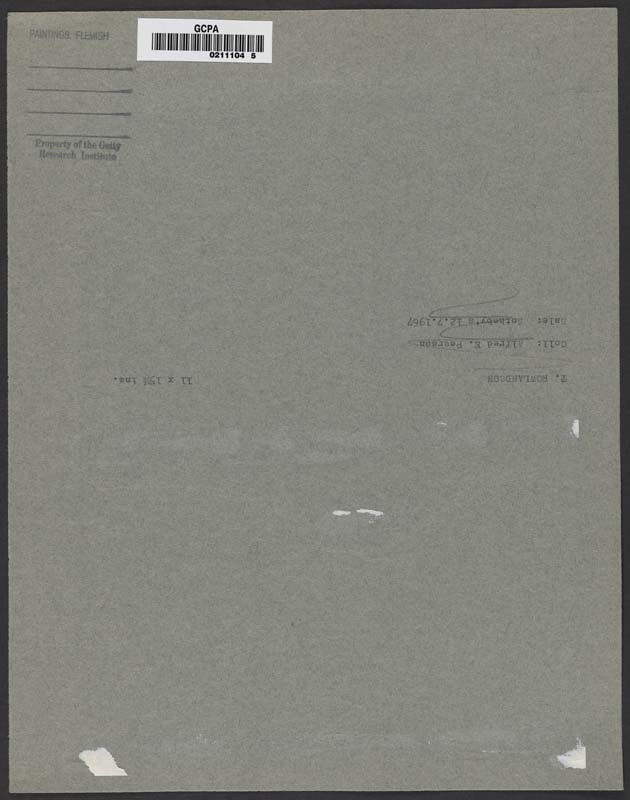 PAINTINGS, FLEMISH
GCPA
0211104 5
Property of the Getty
Research Institute
T. ROWLANDSON 11 x 15½ ins.
Coll: Alfred E. Pearson.
Sale: Sotheby's 12.7.1967